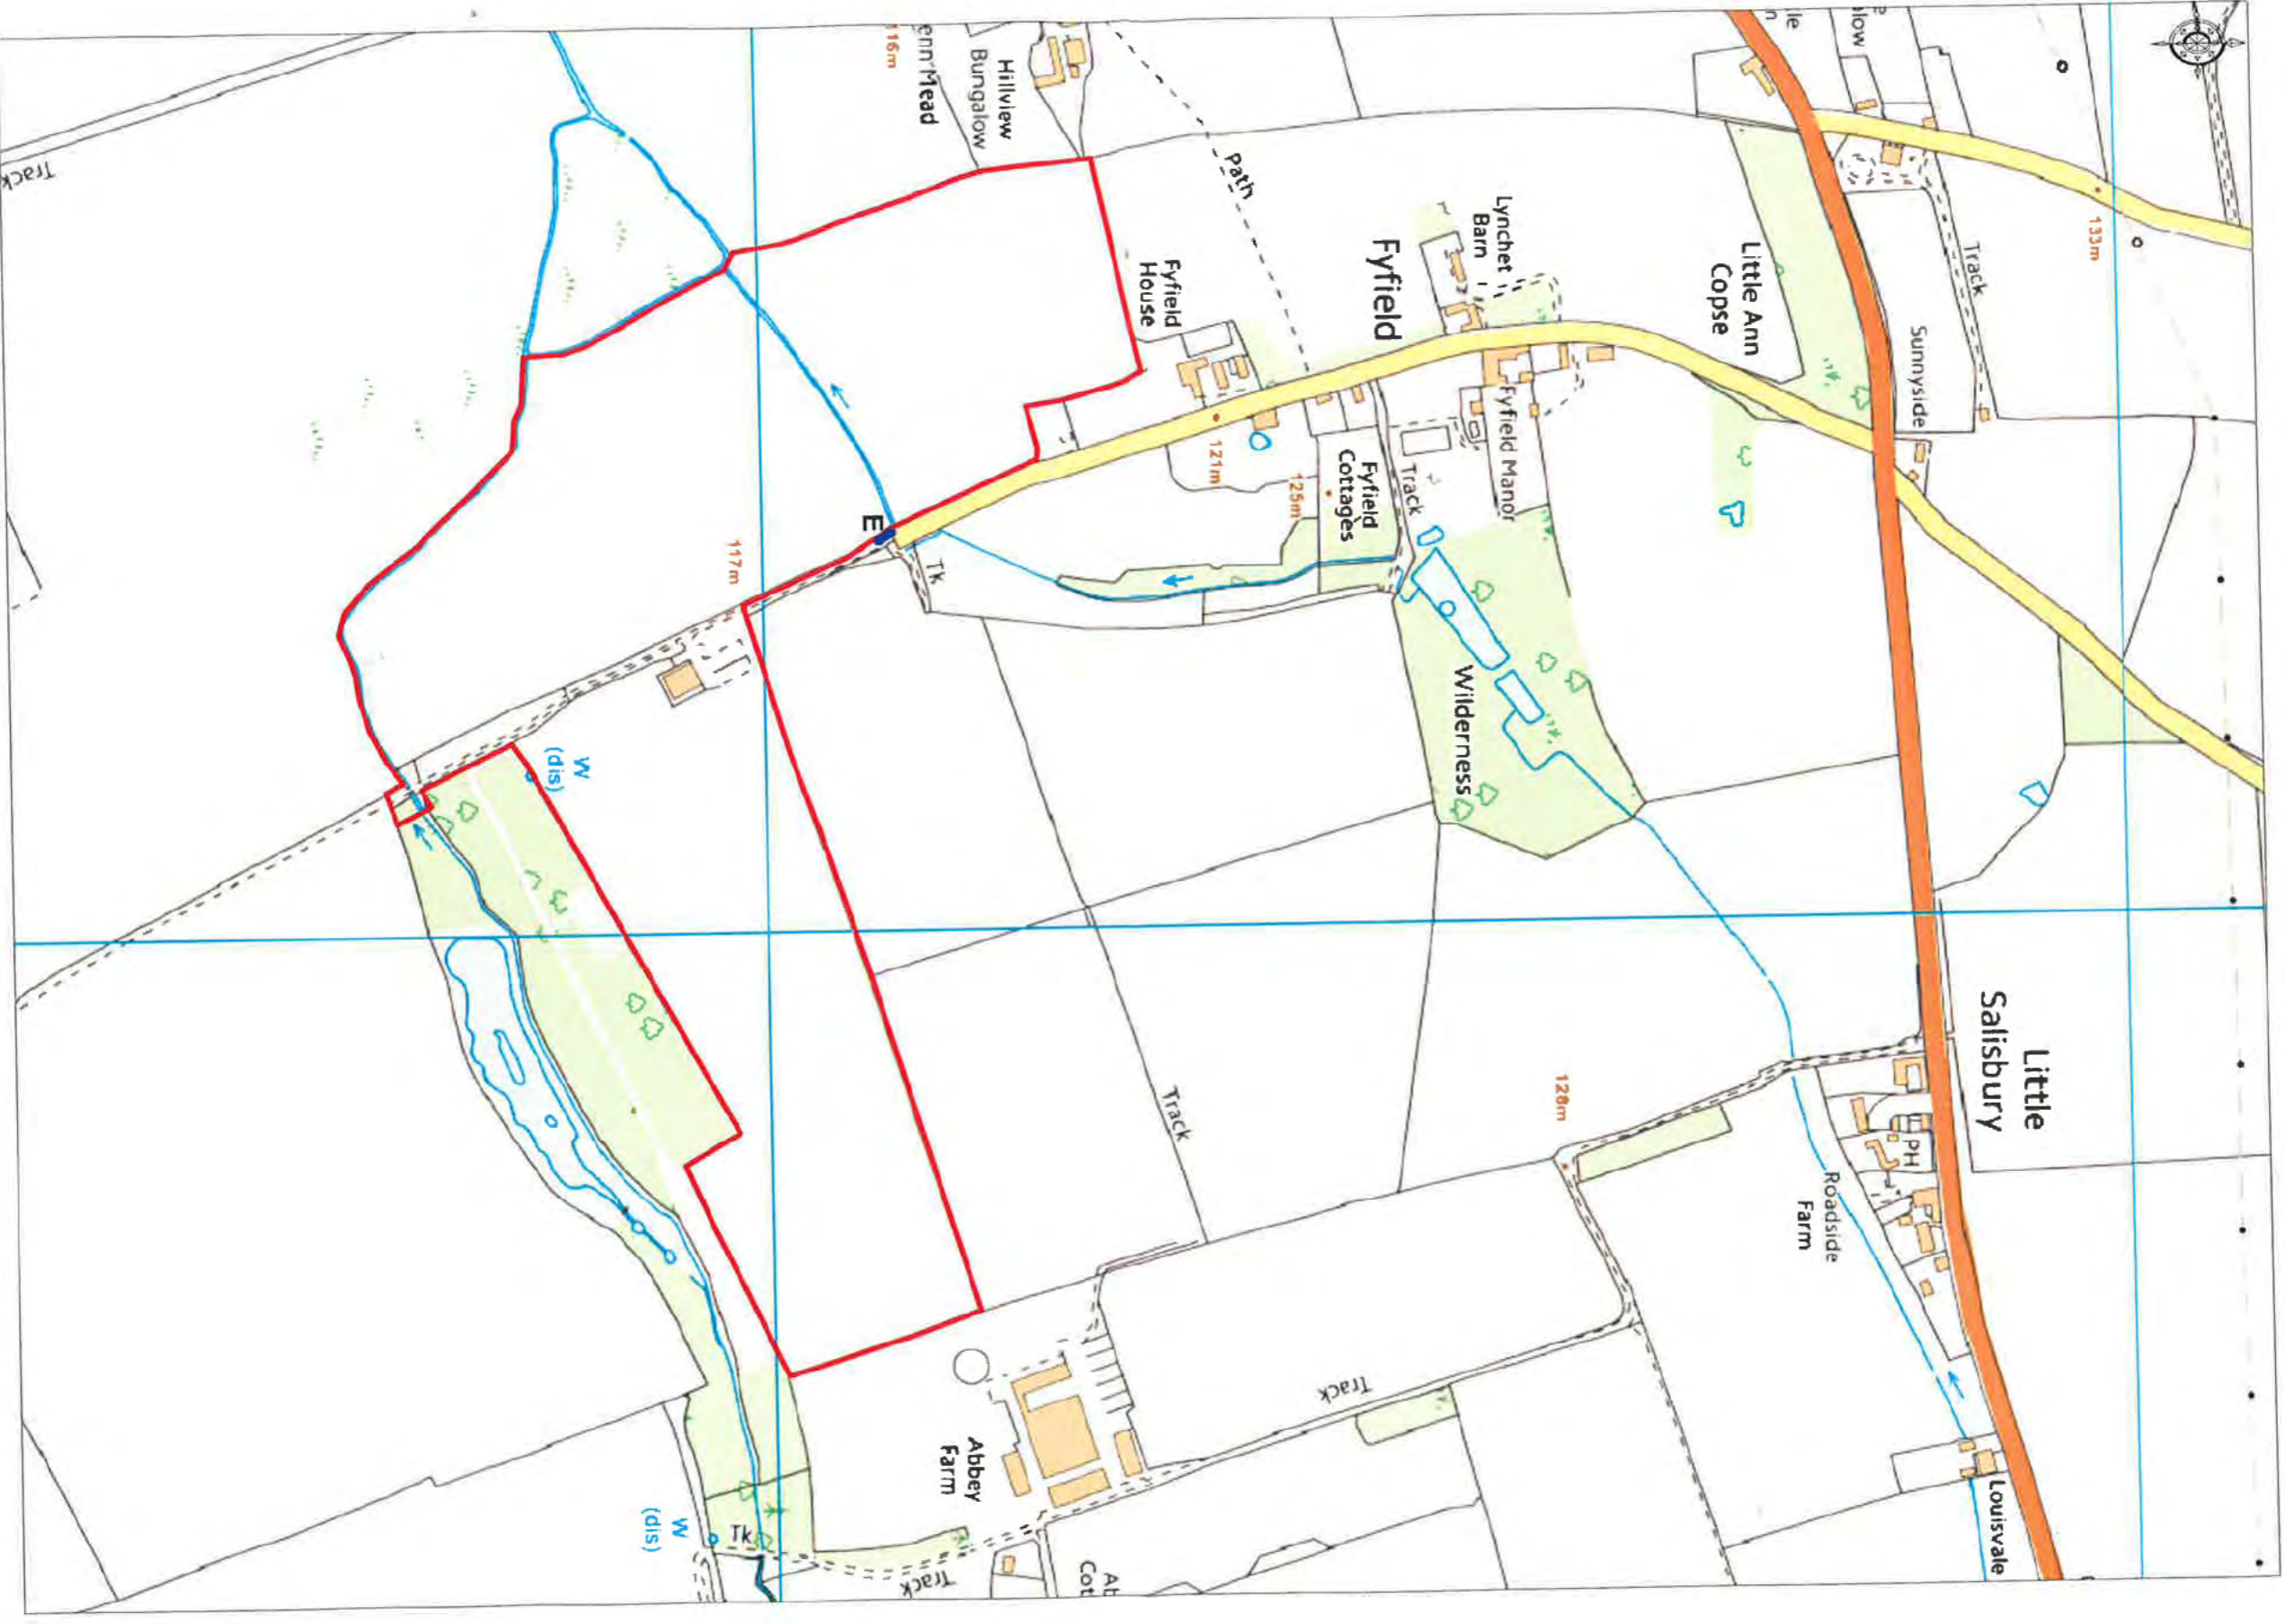 133m
Track
Sunnyside
Little Ann
Copse
Little
Salisbury
PH
Roadside
Farm
Louisvale
Lynchet
Barn
Fyfield
Fyfield Manor
Path
Fyfield
House
121m
125m
Fyfield
Cottages
Track
Wilderness
128m
Track
Track
Hillview
Bungalow
enn Mead
16m
E
Tk
117m
W
(dis)
Abbey
Farm
Track
Tk
W
(dis)
Track